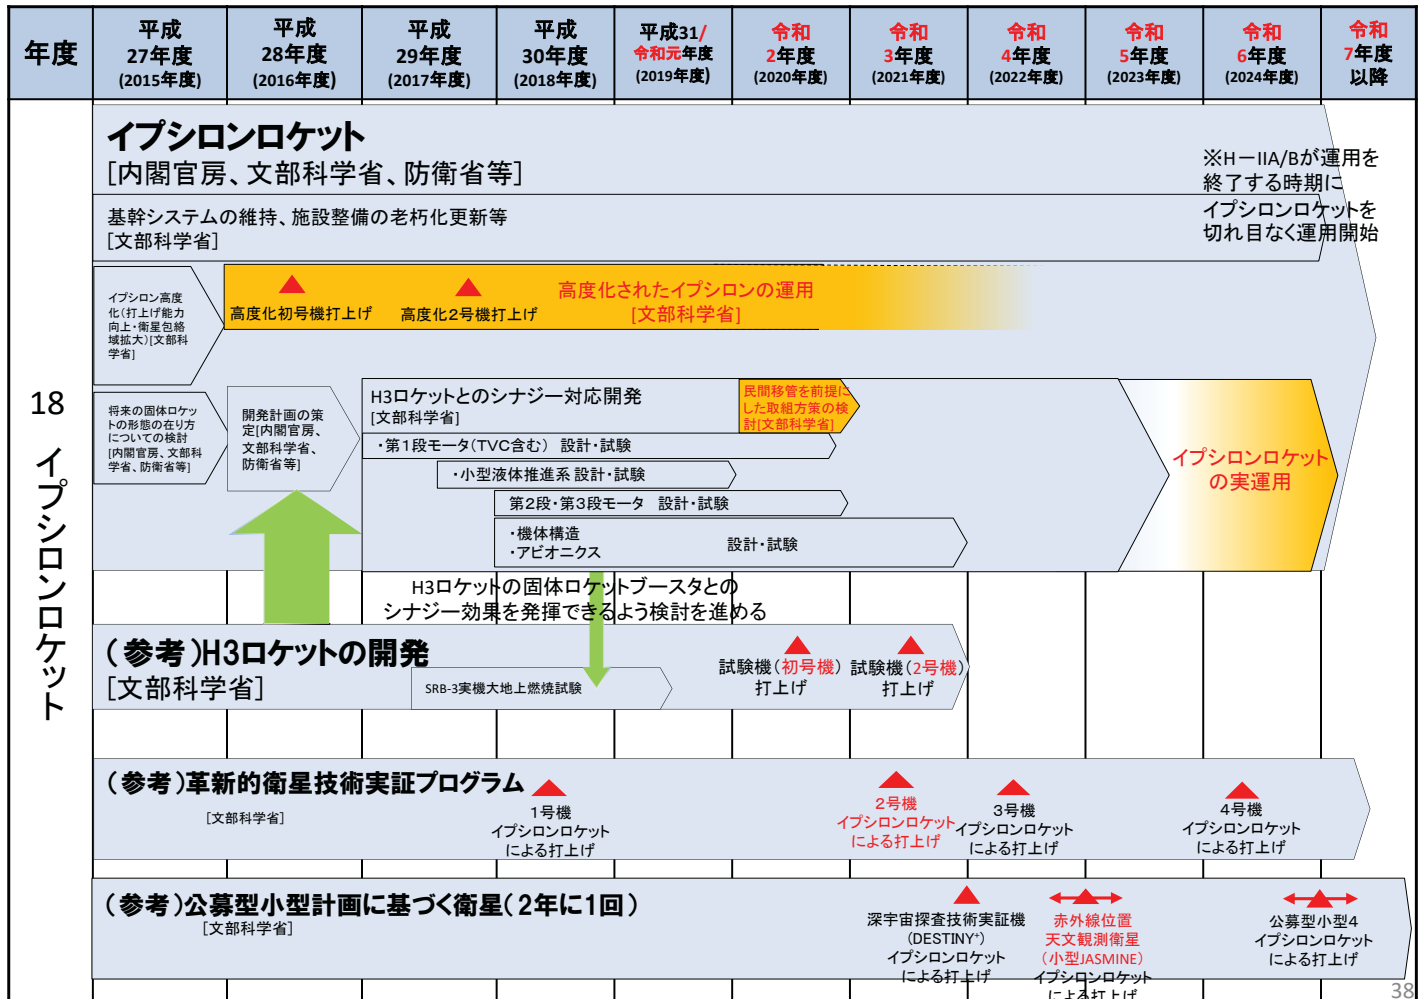 年度
平成
27年度
(2015年度)
平成
28年度
(2016年度)
平成
29年度
(2017年度)
平成
30年度
(2018年度)
平成31/
令和元年度
(2019年度)
令和
2年度
(2020年度)
令和
3年度
(2021年度)
令和
4年度
(2022年度)
令和
5年度
(2023年度)
令和
6年度
(2024年度)
令和
7年度
以降
18
イプシロンロケット
イプシロンロケット
[内閣官房、文部科学省、防衛省等]
※H-IIA/Bが運用を
終了する時期に
イプシロンロケットを
切れ目なく運用開始
基幹システムの維持、施設整備の老朽化更新等
[文部科学省]
イプシロン高度
化(打上げ能力
向上・衛星包絡
域拡大)[文部科
学省]
高度化初号機打上げ
高度化2号機打上げ
高度化されたイプシロンの運用
[文部科学省]
将来の固体ロケッ
トの形態の在り方
についての検討
[内閣官房、文部科
学省、防衛省等]
開発計画の策
定[内閣官房、
文部科学省、
防衛省等]
H3ロケットとのシナジー対応開発
[文部科学省]
民間移管を前提に
した取組方策の検
討[文部科学省]
・第1段モータ(TVC含む) 設計・試験
・小型液体推進系 設計・試験
第2段・第3段モータ 設計・試験
・機体構造
・アビオニクス
設計・試験
イプシロンロケット
の実運用
H3ロケットの固体ロケットブースタとの
シナジー効果を発揮できるよう検討を進める
(参考)H3ロケットの開発
[文部科学省]
SRB-3実機大地上燃焼試験
試験機(初号機)
打上げ
試験機(2号機)
打上げ
(参考)革新的衛星技術実証プログラム
[文部科学省]
1号機
イプシロンロケット
による打上げ
2号機
イプシロンロケット
による打上げ
3号機
イプシロンロケット
による打上げ
4号機
イプシロンロケット
による打上げ
(参考)公募型小型計画に基づく衛星(2年に1回)
[文部科学省]
深宇宙探査技術実証機
(DESTINY⁺)
イプシロンロケット
による打上げ
赤外線位置
天文観測衛星
(小型JASMINE)
イプシロンロケット
による打上げ
公募型小型4
イプシロンロケット
による打上げ
38